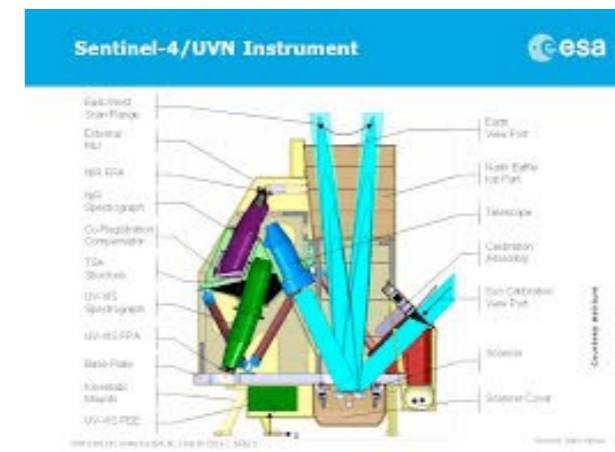 Sentinel-4/UVN Instrument
esa
East/West
Scan Range
External
MLI
NIR FPA
NIR
Spectrograph
Co-Registration
Compensator
TSA
Structure
UV-VIS
Spectrograph
UV-VIS FPA
Base Plate
Kinematic
Mounts
UV-VIS FEE
Earth
View Port
North Baffle
Telescope
Calibration
Assembly
Sun Calibration
View Port
Scanner
Scanner Cover